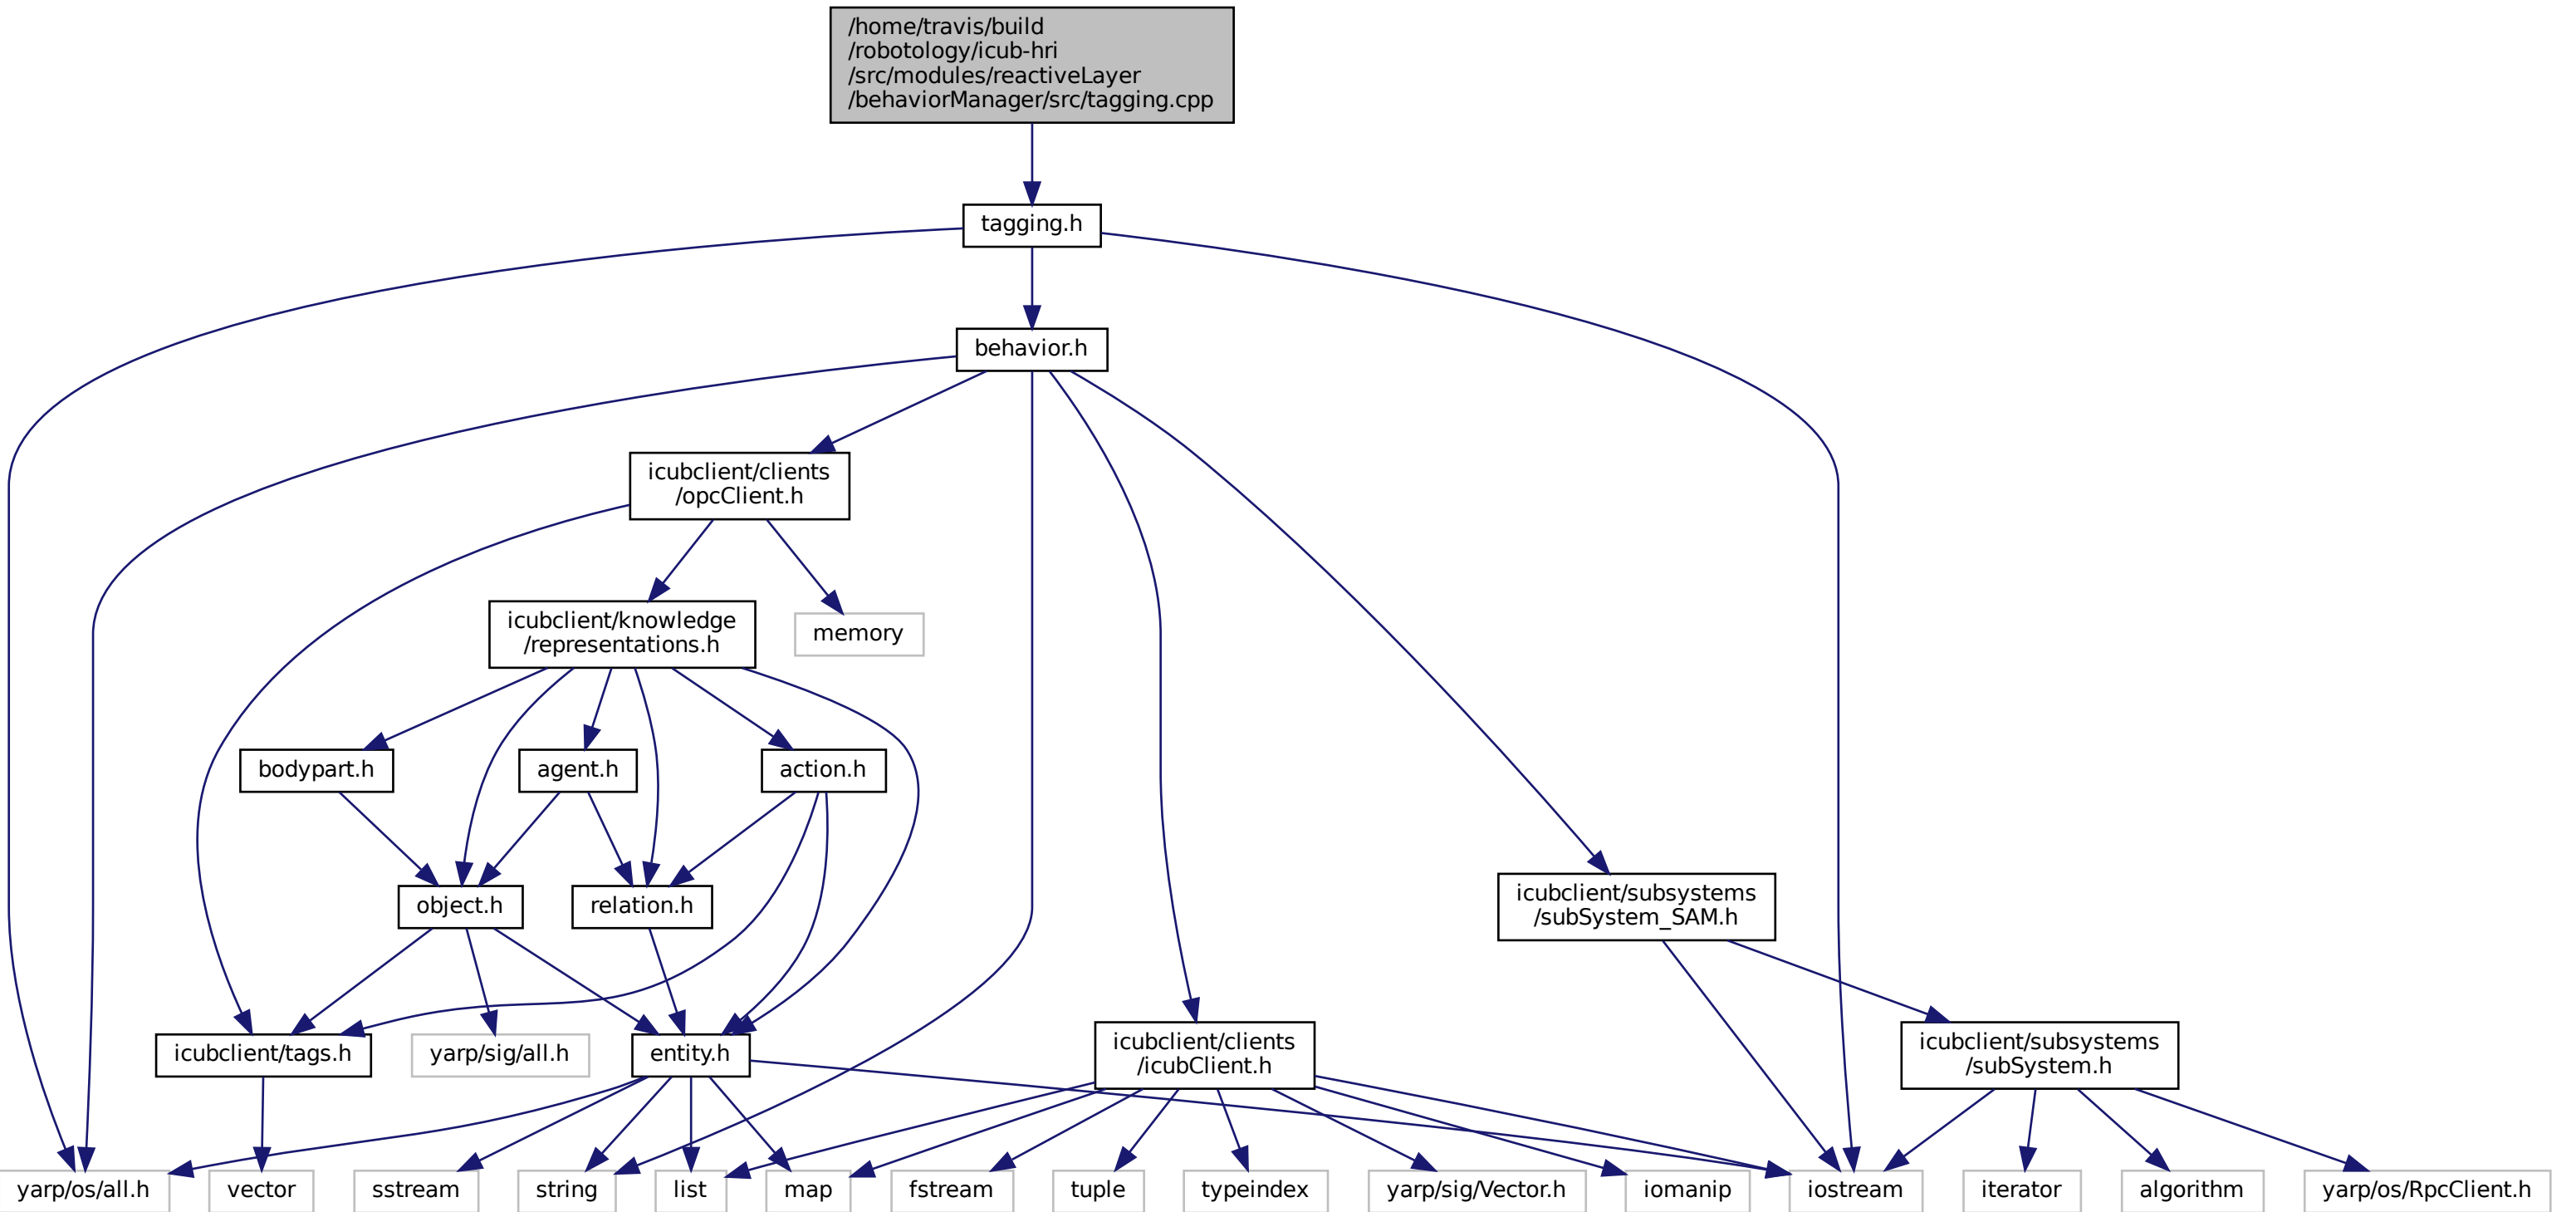 /home/travis/build
/robotology/icub-hri
/src/modules/reactiveLayer
/behaviorManager/src/tagging.cpp
tagging.h
behavior.h
icubclient/clients
/opcClient.h
icubclient/knowledge
/representations.h
memory
bodypart.h
agent.h
action.h
object.h
relation.h
icubclient/subsystems
/subSystem_SAM.h
icubclient/tags.h
yarp/sig/all.h
entity.h
icubclient/clients
/icubClient.h
icubclient/subsystems
/subSystem.h
yarp/os/all.h
vector
sstream
string
list
map
fstream
tuple
typeindex
yarp/sig/Vector.h
iomanip
iostream
iterator
algorithm
yarp/os/RpcClient.h